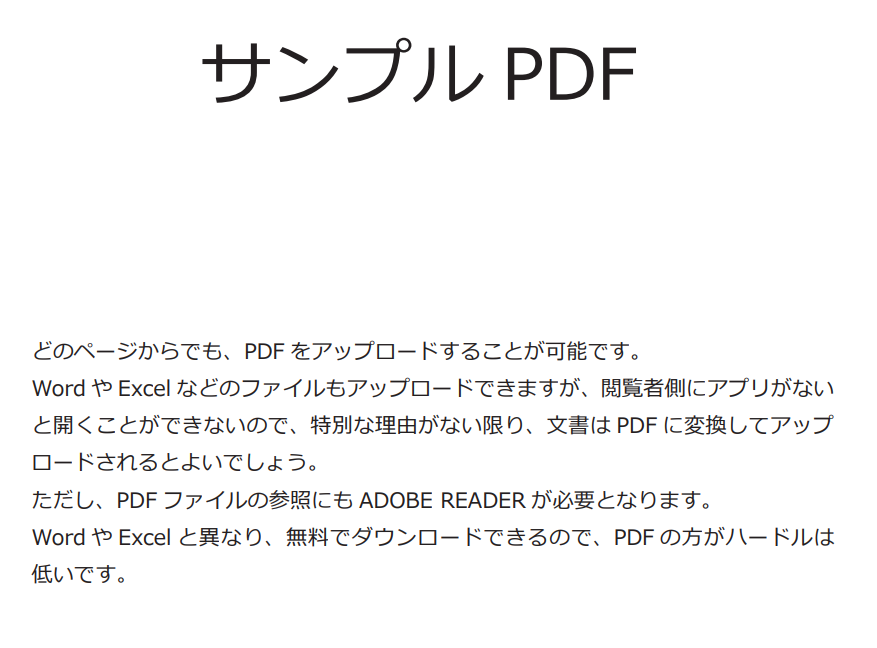 サンプル PDF
どのページからでも、PDF をアップロードすることが可能です。
Word や Excel などのファイルもアップロードできますが、閲覧者側にアプリがない
と開くことができないので、特別な理由がない限り、文書は PDF に変換してアップ
ロードされるとよいでしょう。
ただし、PDF ファイルの参照にも ADOBE READER が必要となります。
Word や Excel と異なり、無料でダウンロードできるので、PDF の方がハードルは
低いです。